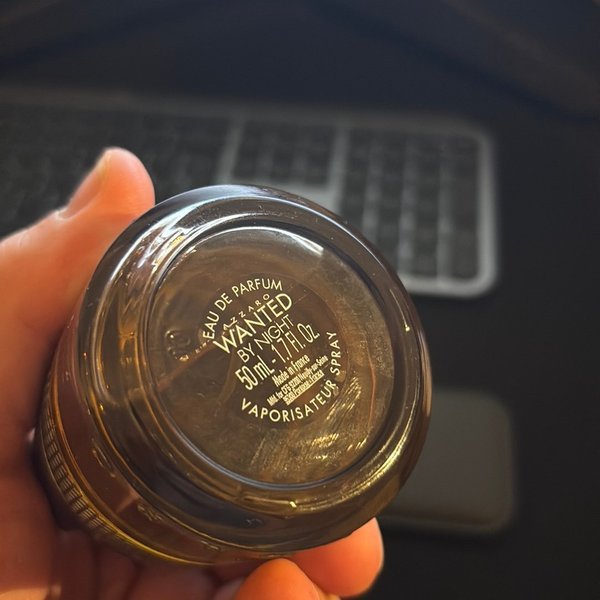 EAU DE PARFUM
AZZARO
WANTED
BY NIGHT
50 mL - 1.7 Fl. Oz
Made in France
VAPORISATEUR SPRAY